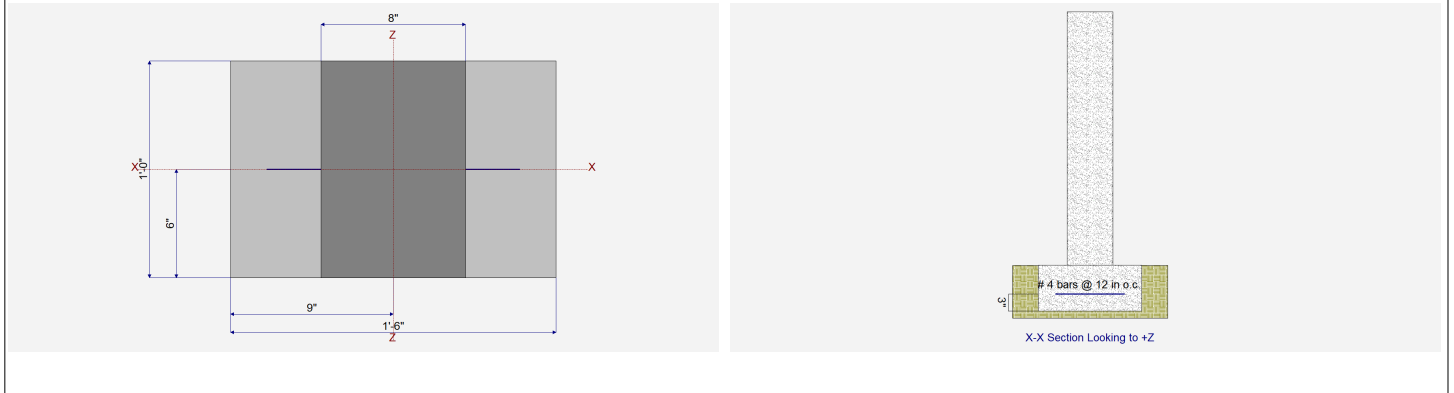 8"
Z
X
X
1'-0"
6"
9"
1'-6"
Z
# 4 bars @ 12 in o.c.
3"
X-X Section Looking to +Z